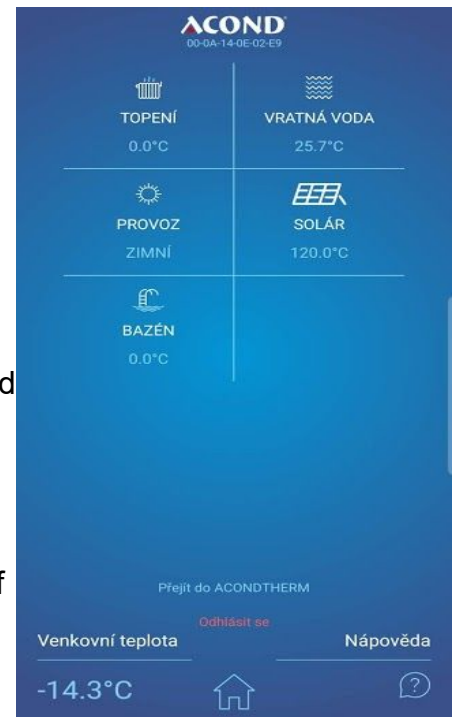 ACOND
00-0A-14-0E-02-E9
TOPENÍ
0.0°C
VRATNÁ VODA
25.7°C
PROVOZ
ZIMNÍ
SOLÁR
120.0°C
BAZÉN
0.0°C
d
f
Přejít do ACONDTHERM
Odhlásit se
Venkovní teplota
Nápověda
-14.3°C
?